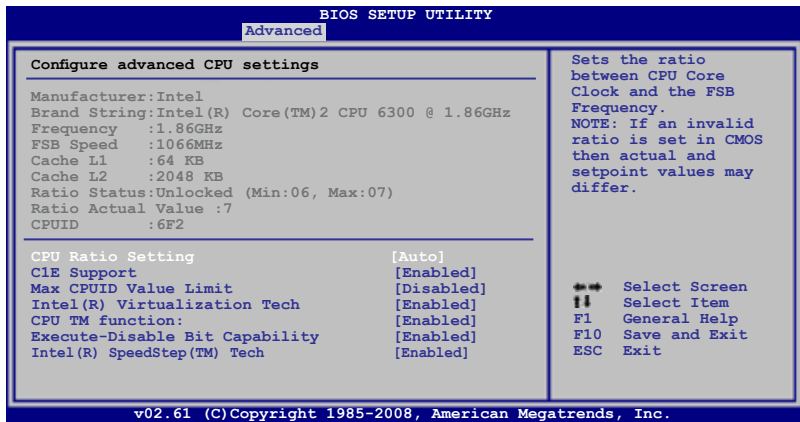 BIOS SETUP UTILITY
Advanced
Configure advanced CPU settings
Manufacturer:Intel
Brand String:Intel(R) Core(TM)2 CPU 6300 @ 1.86GHz
Frequency :1.86GHz
FSB Speed :1066MHz
Cache L1 :64 KB
Cache L2 :2048 KB
Ratio Status:Unlocked (Min:06, Max:07)
Ratio Actual Value :7
CPUID :6F2
CPU Ratio Setting [Auto]
C1E Support [Enabled]
Max CPUID Value Limit [Disabled]
Intel(R) Virtualization Tech [Enabled]
CPU TM function: [Enabled]
Execute-Disable Bit Capability [Enabled]
Intel(R) SpeedStep(TM) Tech [Enabled]
Sets the ratio
between CPU Core
Clock and the FSB
Frequency.
NOTE: If an invalid
ratio is set in CMOS
then actual and
setpoint values may
differ.
←→ Select Screen
↑↓ Select Item
F1 General Help
F10 Save and Exit
ESC Exit
v02.61 (C)Copyright 1985-2008, American Megatrends, Inc.